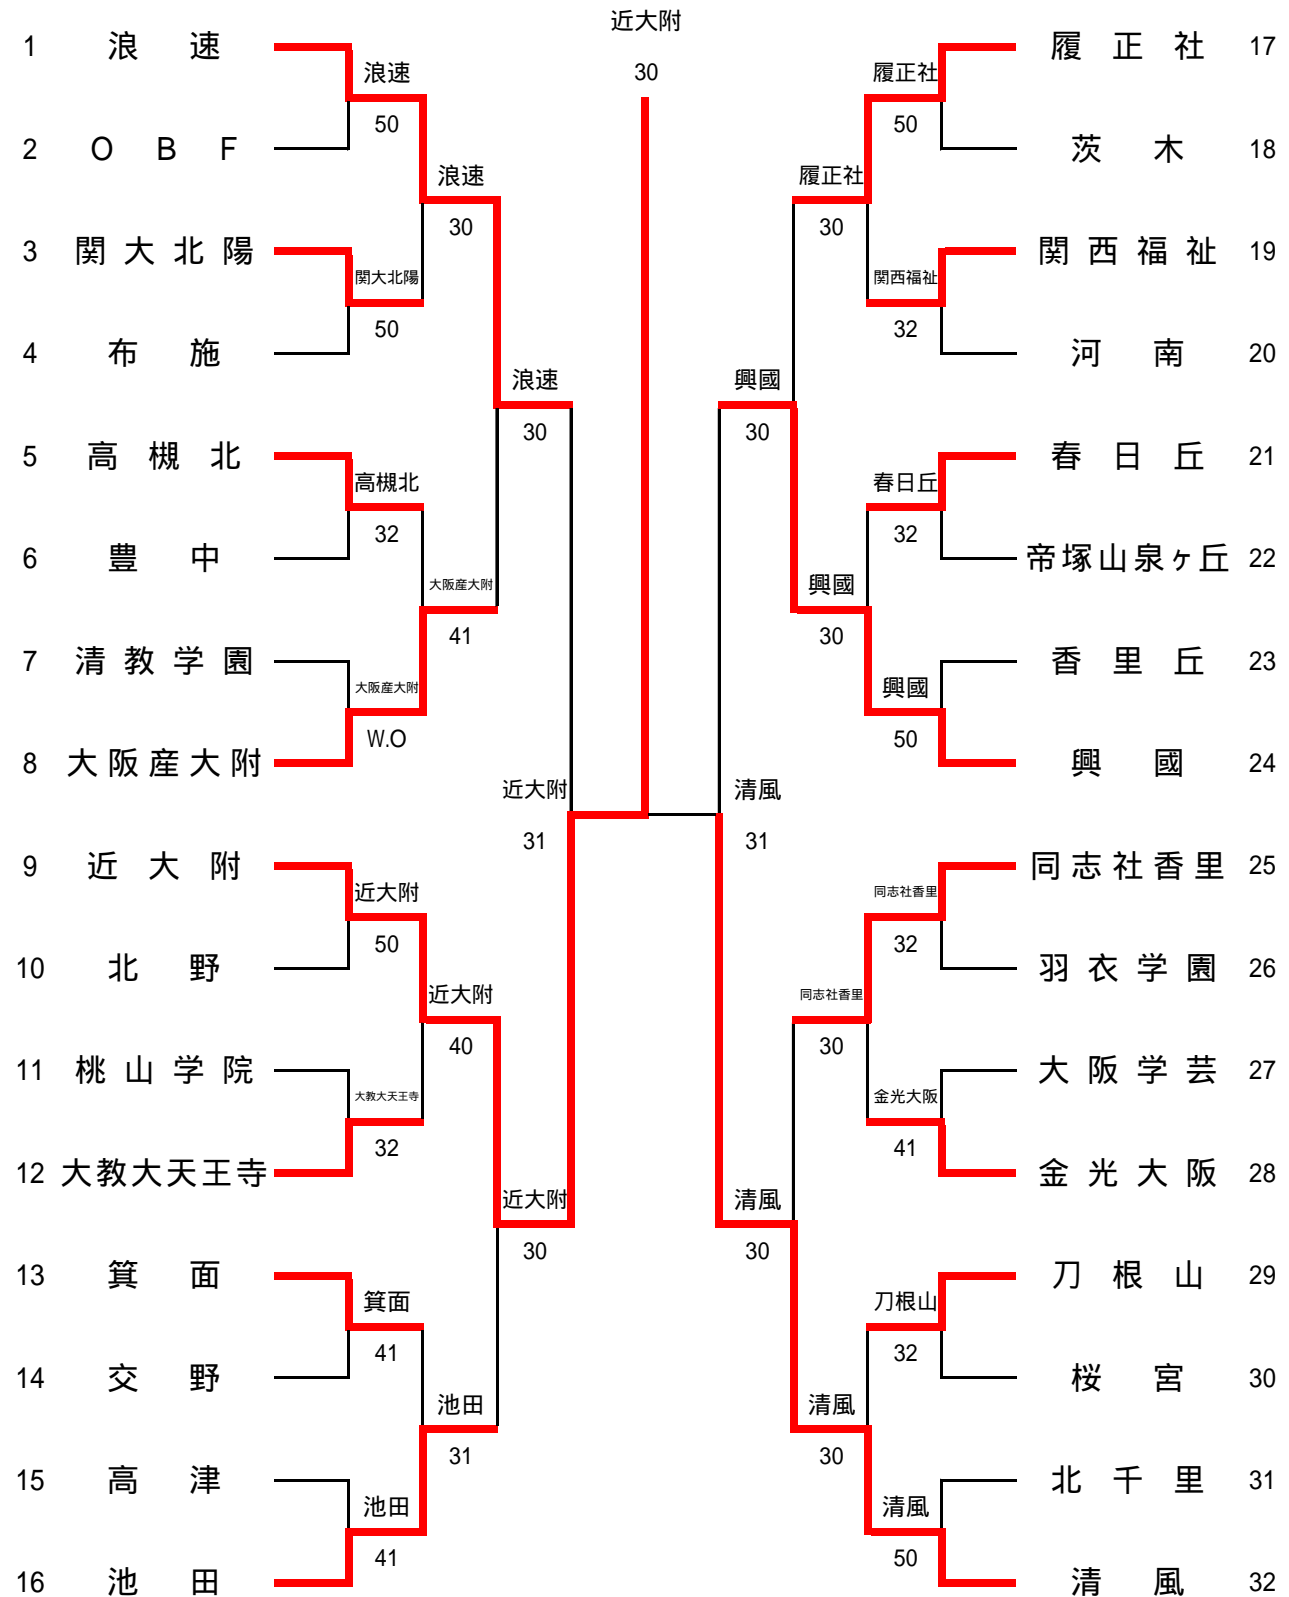 近大附
30
1 浪速
浪速
50
2 OBF
浪速
30
3 関大北陽
関大北陽
50
4 布施
浪速
30
5 高槻北
高槻北
32
6 豊中
大阪産大附
41
7 清教学園
大阪産大附
W.O
8 大阪産大附
近大附
31
9 近大附
近大附
50
10 北野
近大附
40
11 桃山学院
大教大天王寺
32
12 大教大天王寺
近大附
30
13 箕面
箕面
41
14 交野
池田
31
15 高津
池田
41
16 池田
履正社 17
履正社
50
茨木 18
履正社
30
関西福祉 19
関西福祉
32
河南 20
興國
30
春日丘 21
春日丘
32
帝塚山泉ヶ丘 22
興國
30
香里丘 23
興國
50
興國 24
清風
31
同志社香里 25
同志社香里
32
羽衣学園 26
同志社香里
30
大阪学芸 27
金光大阪
41
金光大阪 28
清風
30
刀根山 29
刀根山
32
桜宮 30
清風
30
北千里 31
清風
50
清風 32